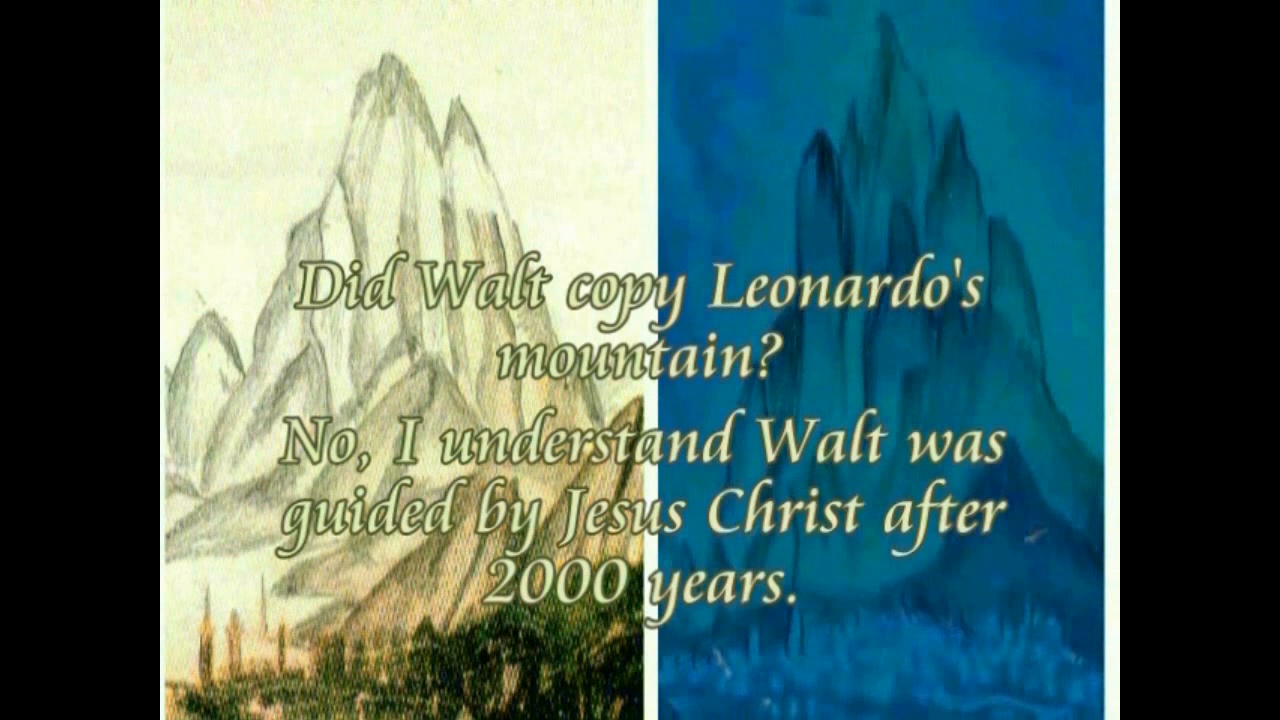 Did Walt copy Leonardo's
mountain?
No, I understand Walt was
guided by Jesus Christ after
2000 years.